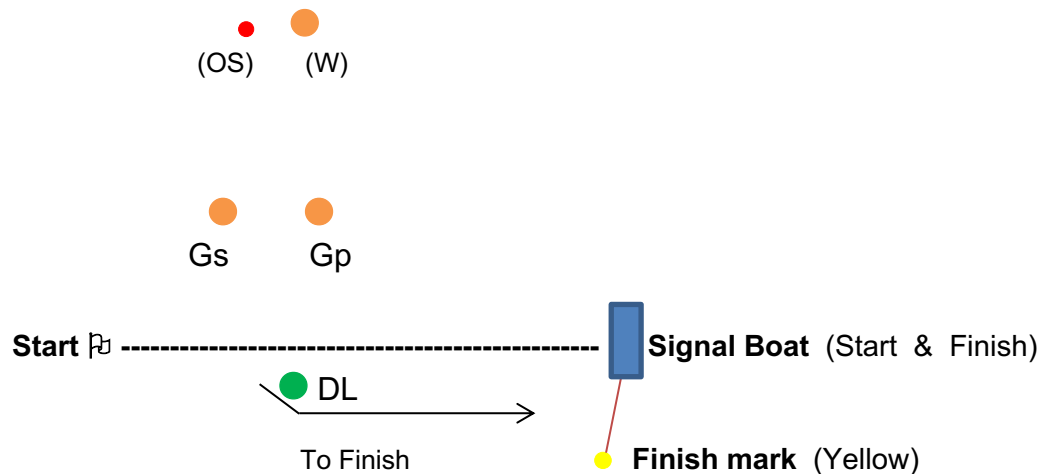 (OS) (W)
Gs Gp
Start Signal Boat (Start & Finish)
DL
To Finish Finish mark (Yellow)